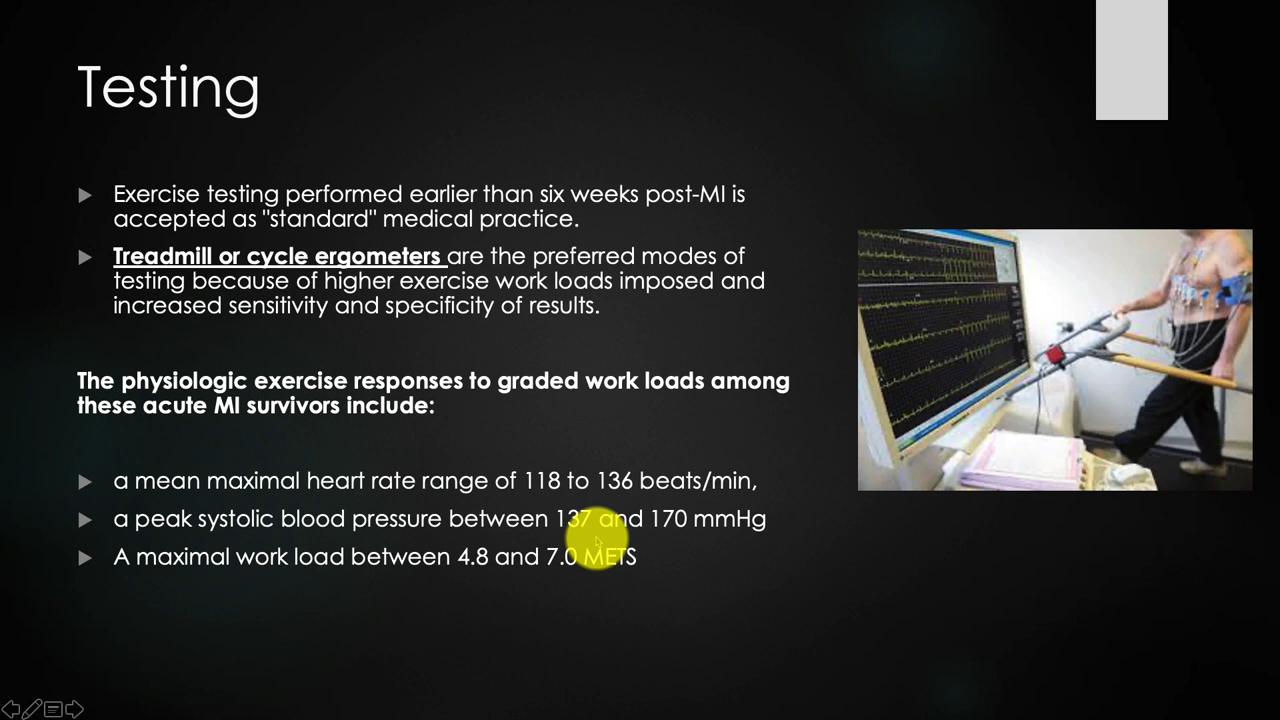 Testing
Exercise testing performed earlier than six weeks post-MI is
accepted as "standard" medical practice.
Treadmill or cycle ergometers are the preferred modes of
testing because of higher exercise work loads imposed and
increased sensitivity and specificity of results.
The physiologic exercise responses to graded work loads among
these acute MI survivors include:
a mean maximal heart rate range of 118 to 136 beats/min,
a peak systolic blood pressure between 137 and 170 mmHg
A maximal work load between 4.8 and 7.0 METS